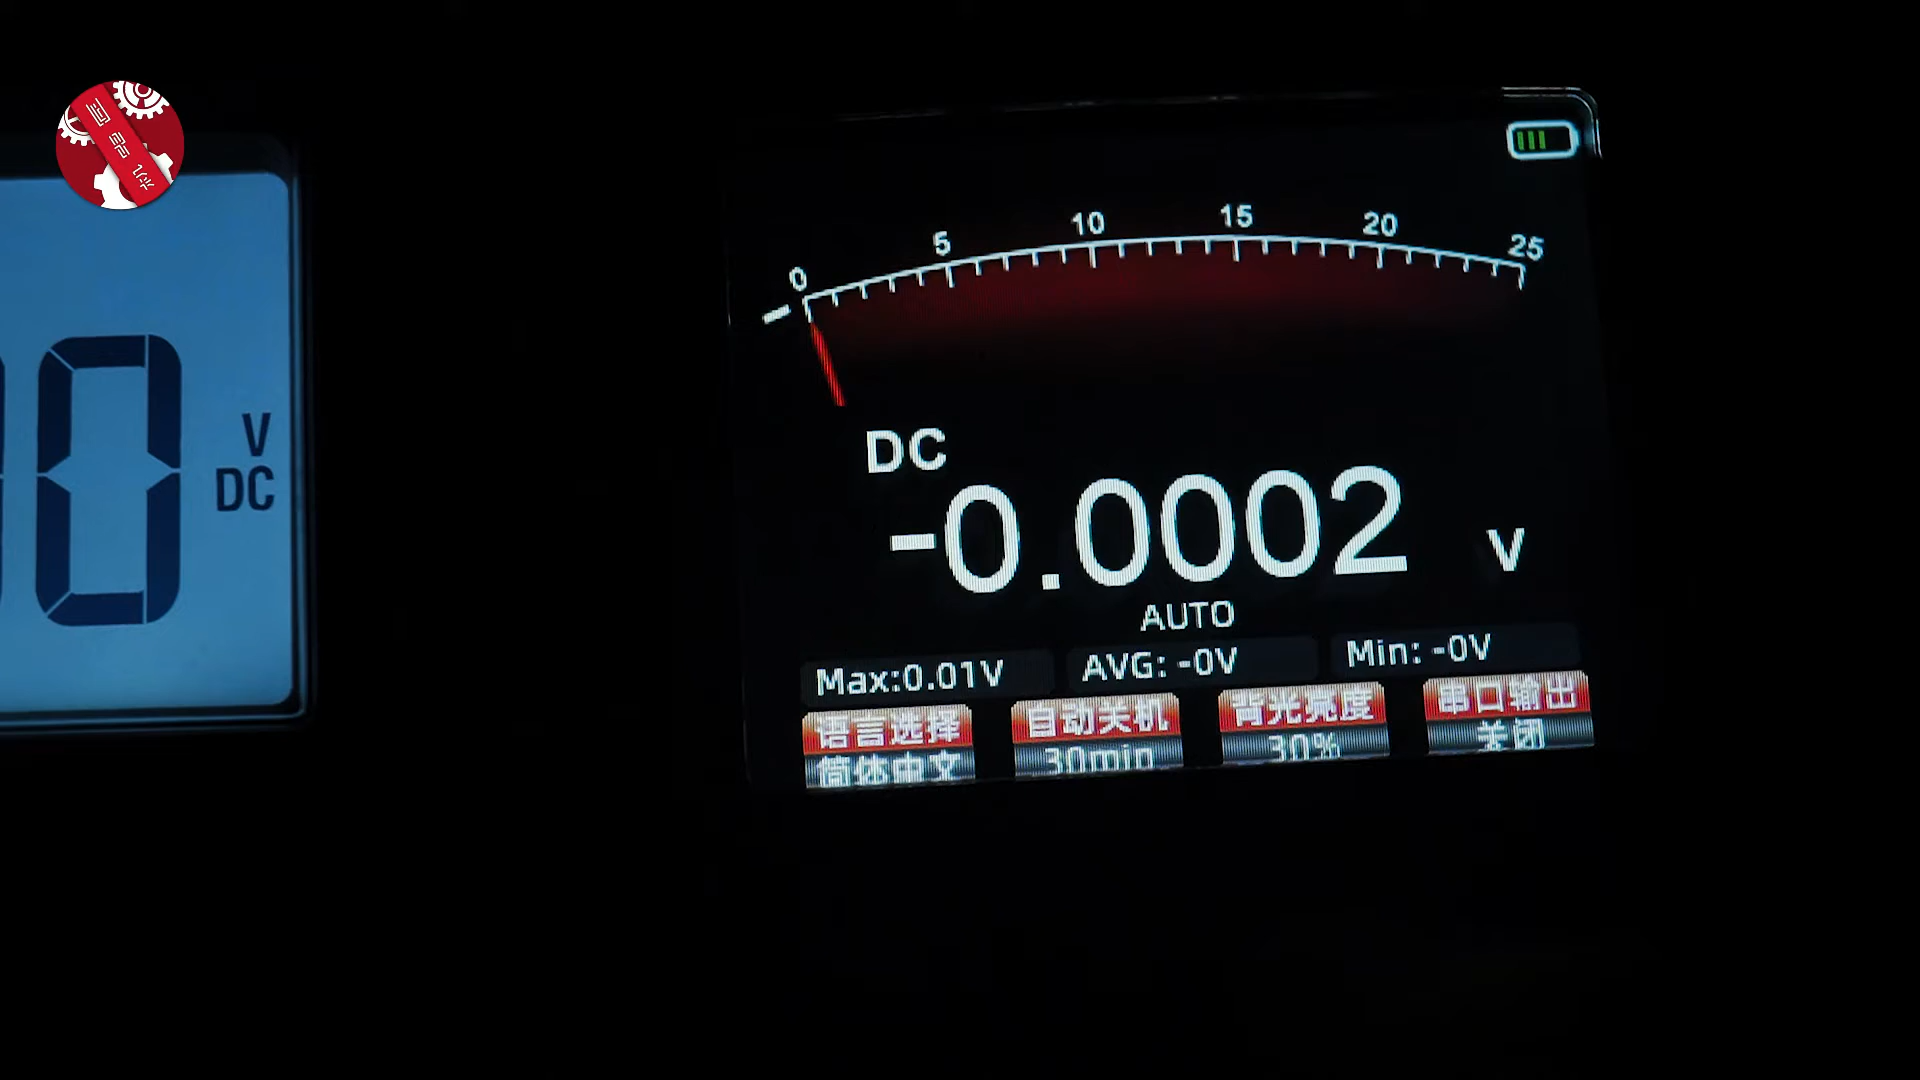 0
V
DC
0 5 10 15 20 25
DC
-0.0002 V
AUTO
Max:0.01V AVG: -0V Min: -0V
语言选择 自动关机 背光亮度 串口输出
简体中文 30min 30% 关闭